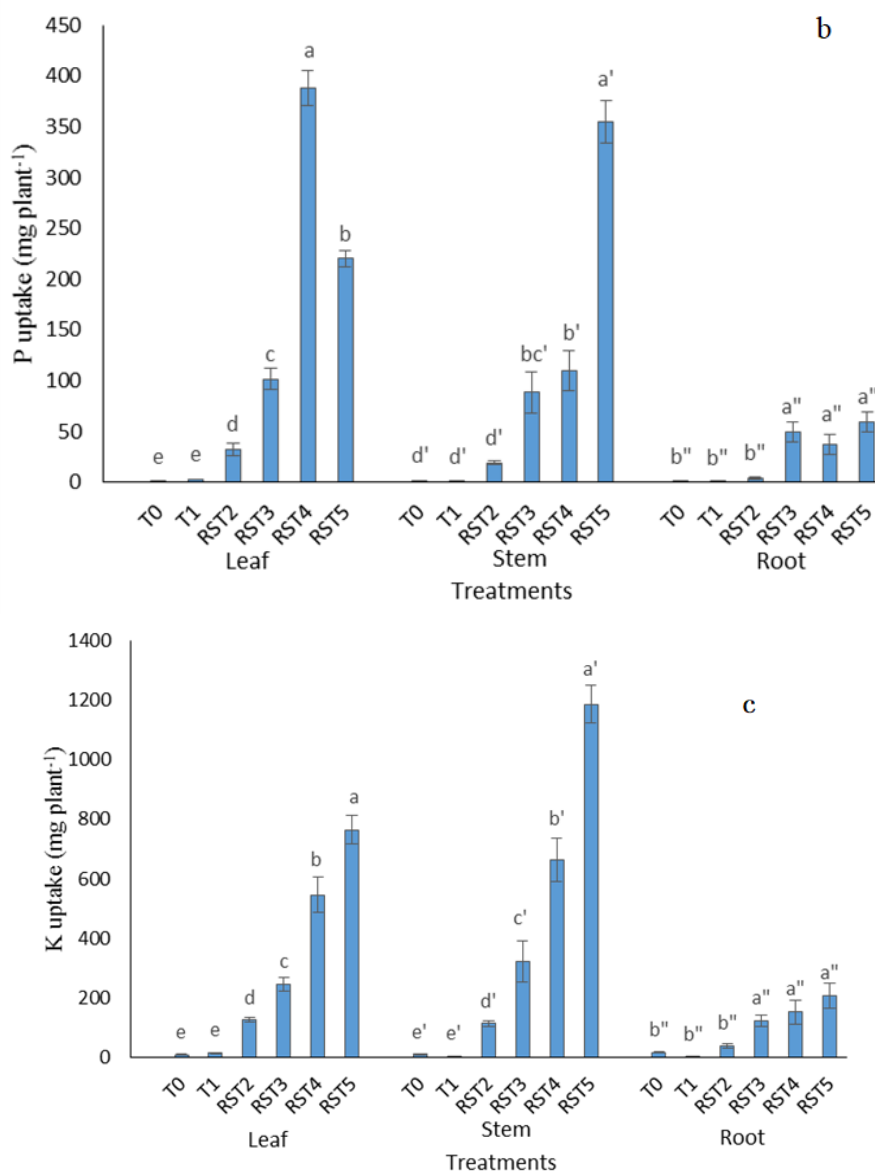 b
P uptake (mg plant-1)
450
400
350
300
250
200
150
100
50
0
e e d c a b
d' d' d' bc' b' a'
b" b" b" a" a" a"
T0 T1 RST2 RST3 RST4 RST5
T0 T1 RST2 RST3 RST4 RST5
T0 T1 RST2 RST3 RST4 RST5
Leaf Stem Root
Treatments
c
K uptake (mg plant-1)
1400
1200
1000
800
600
400
200
0
e e d c b a
e' e' d' c' b' a'
b" b" b" a" a" a"
T0 T1 RST2 RST3 RST4 RST5
T0 T1 RST2 RST3 RST4 RST5
T0 T1 RST2 RST3 RST4 RST5
Leaf Stem Root
Treatments